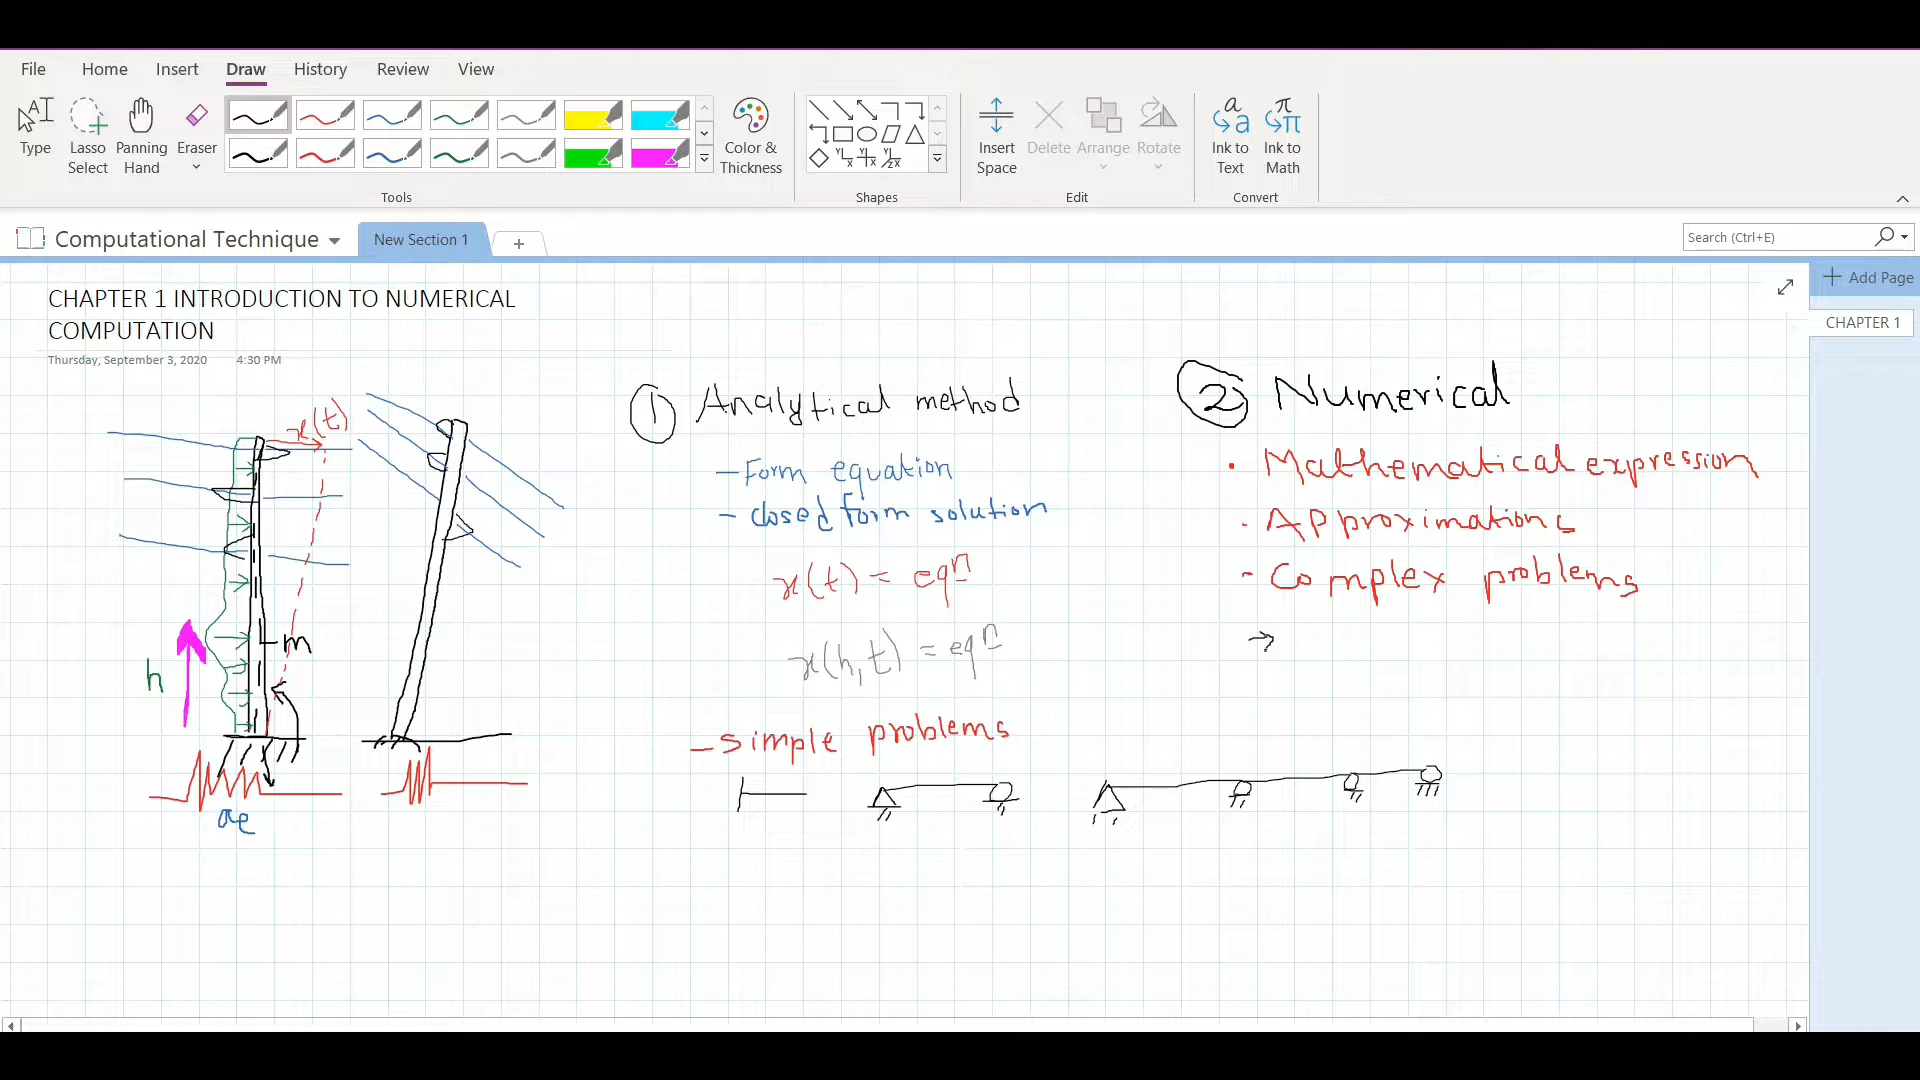 File Home Insert Draw History Review View
Type
Lasso Select
Panning Hand
Eraser
Color & Thickness
Insert Space
Delete
Arrange
Rotate
Ink to Text
Ink to Math
Tools
Shapes
Edit
Convert
Computational Technique
New Section 1
Search (Ctrl+E)
Add Page
CHAPTER 1
CHAPTER 1 INTRODUCTION TO NUMERICAL
COMPUTATION
Thursday, September 3, 2020 4:30 PM
x(t)
m
h
① Analytical method
- Form equation
- closed form solution
x(t) = eqⁿ
x(h,t) = eqⁿ
- simple problems
② Numerical
· Mathematical expression
· Approximations
- Complex problems
→